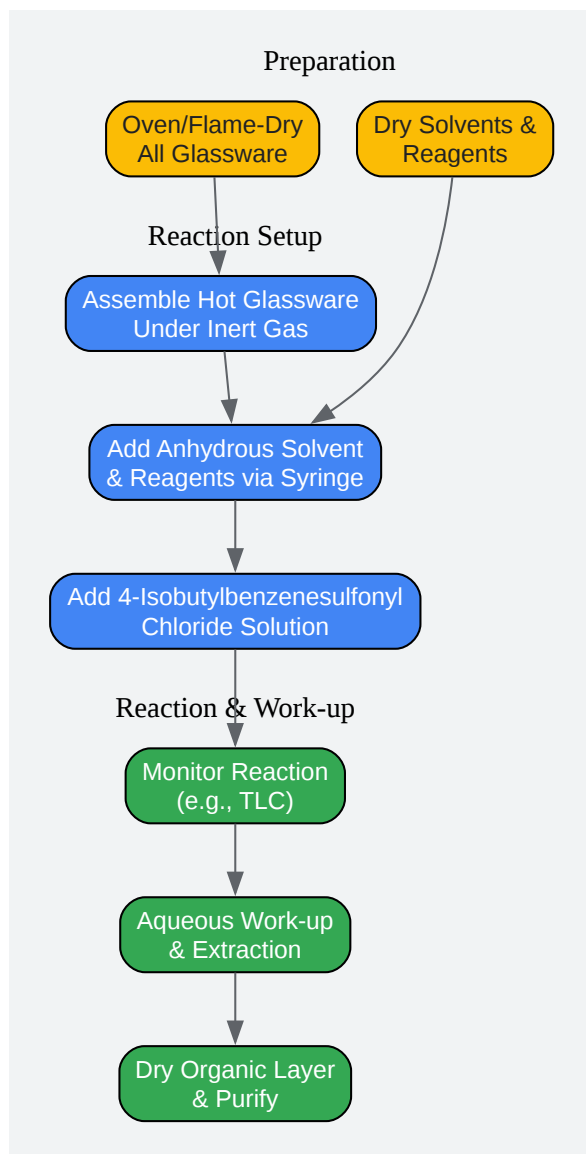 Preparation
Oven/Flame-Dry
All Glassware
Dry Solvents &
Reagents
Reaction Setup
Assemble Hot Glassware
Under Inert Gas
Add Anhydrous Solvent
& Reagents via Syringe
Add 4-Isobutylbenzenesulfonyl
Chloride Solution
Reaction & Work-up
Monitor Reaction
(e.g., TLC)
Aqueous Work-up
& Extraction
Dry Organic Layer
& Purify